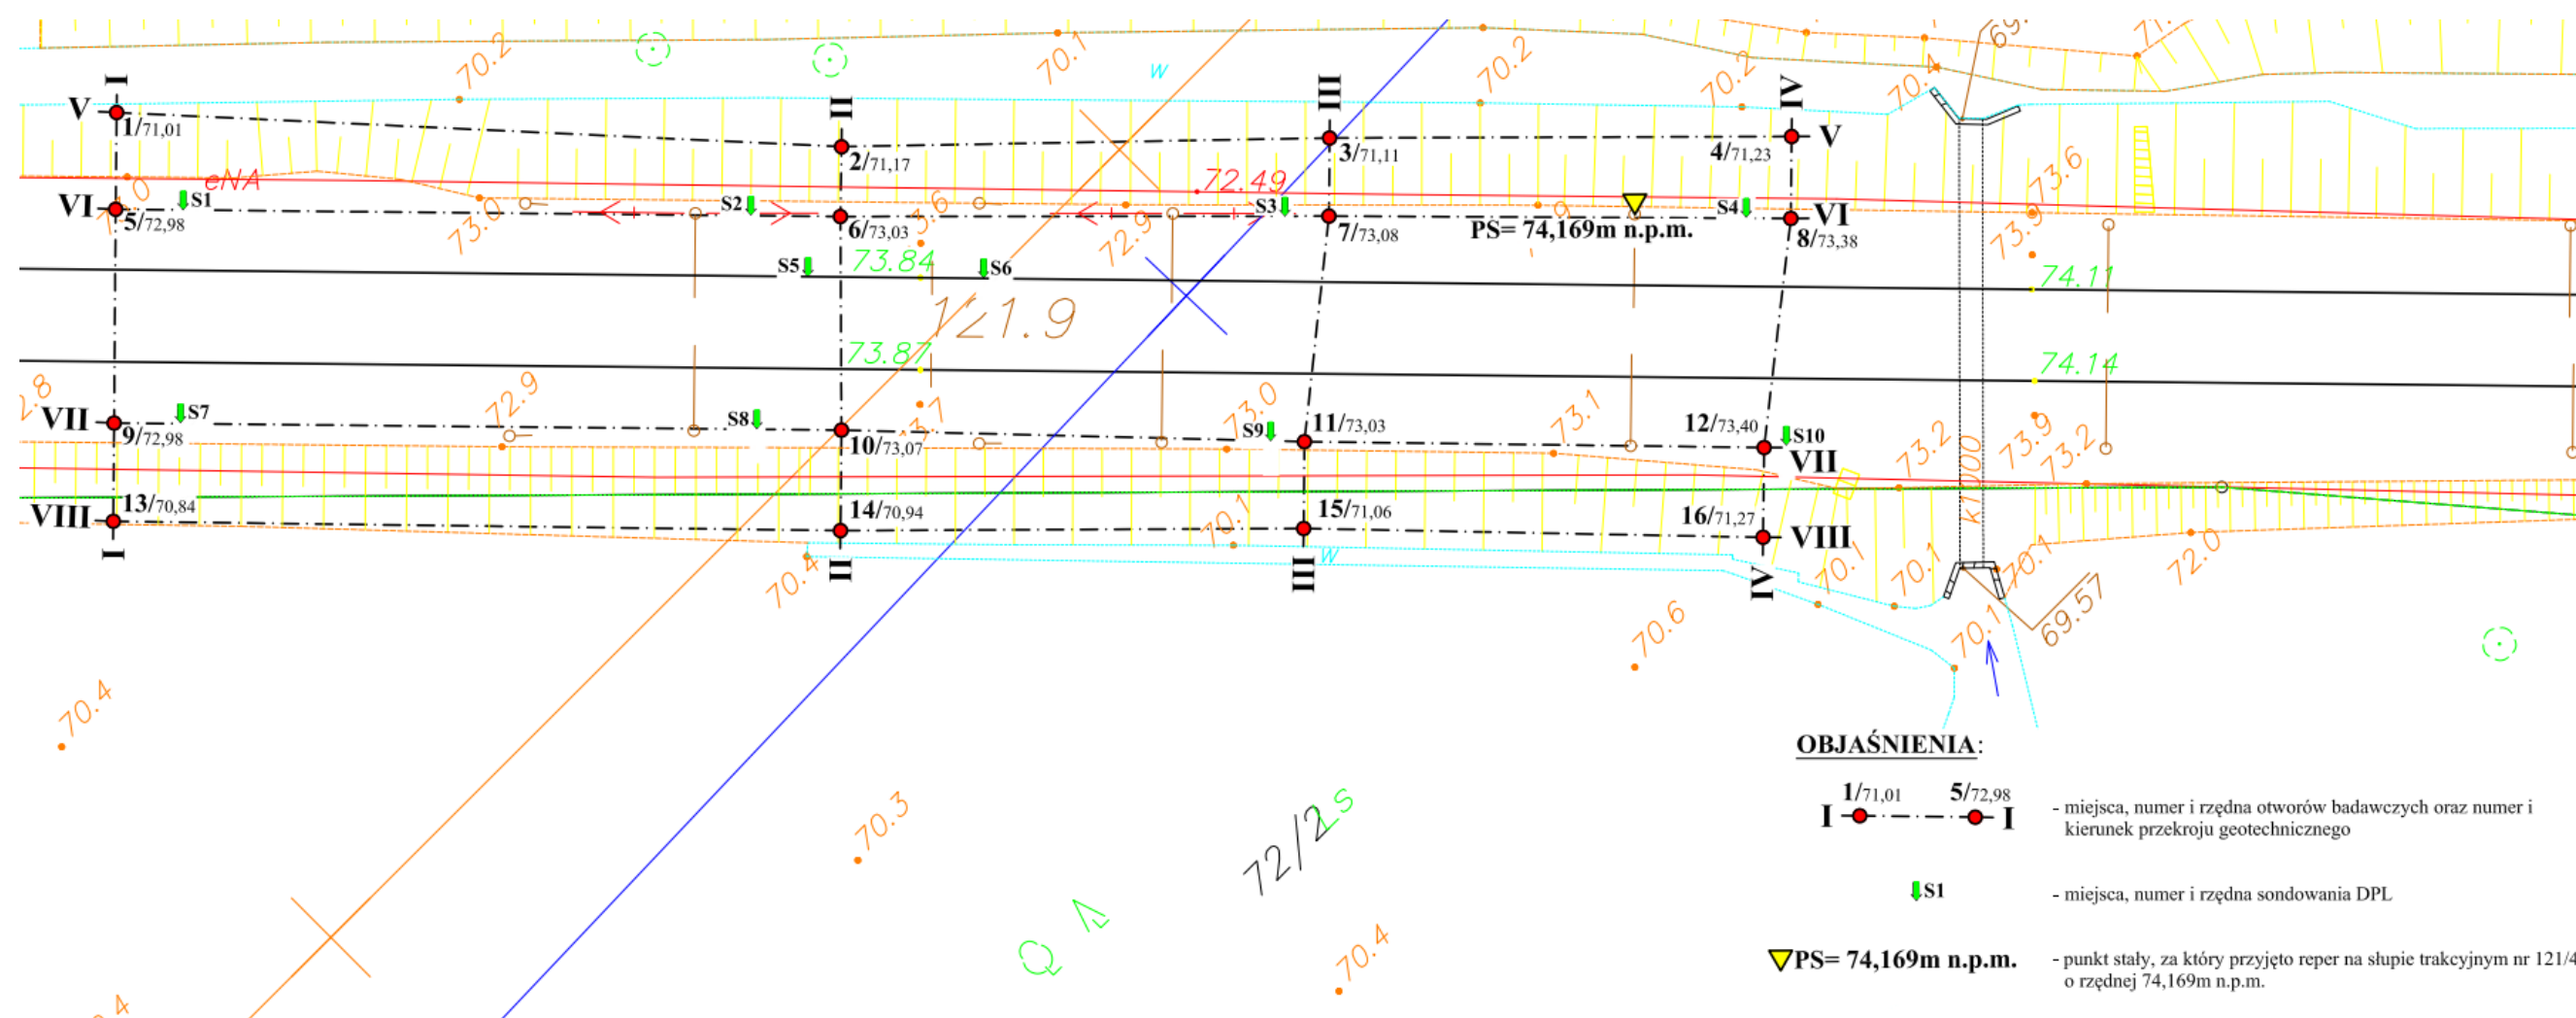 70.2
70.1
w
70.2
70.2
70.4
69.
71.
I
II
III
IV
V
1/71,01
2/71,17
3/71,11
4/71,23
V
eNA
72.49
73.6
VI
S1
S2
S3
S4
VI
5/72,98
73.0
6/73,03
72.9
7/73,08
PS= 74,169m n.p.m.
8/73,38
73.9
S5
73.84
S6
74.11
121.9
73.87
74.14
2.8
72.9
73.0
73.1
VII
S7
S8
S9
11/73,03
12/73,40
S10
9/72,98
10/73,07
VII
73.2
73.9
73.2
VIII
13/70,84
14/70,94
70.1
15/71,06
16/71,27
VIII
I
II
III
IV
w
70.4
70.1
70.1
70.1
72.0
70.6
70.1
69.57
70.4
70.3
72/2
Ls
70.4
OBJAŚNIENIA:
1/71,01 5/72,98
I I
- miejsca, numer i rzędna otworów badawczych oraz numer i
kierunek przekroju geotechnicznego
S1
- miejsca, numer i rzędna sondowania DPL
PS= 74,169m n.p.m.
- punkt stały, za który przyjęto reper na słupie trakcyjnym nr 121/4
o rzędnej 74,169m n.p.m.